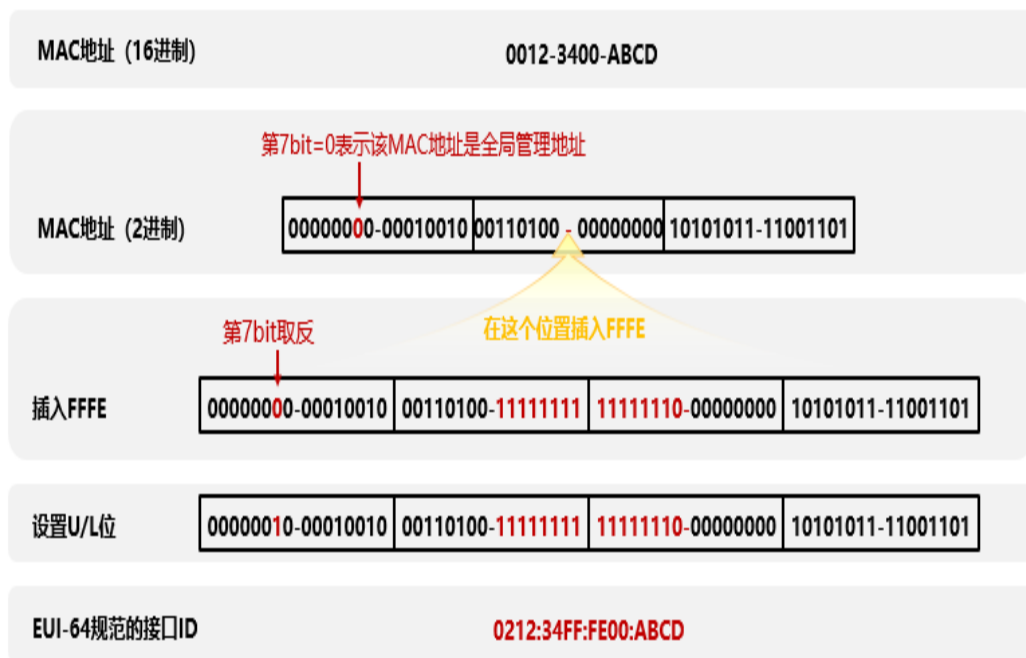 MAC地址（16进制） 0012-3400-ABCD
第7bit=0表示该MAC地址是全局管理地址
MAC地址（2进制） 00000000-00010010 00110100 - 00000000 10101011-11001101
第7bit取反 在这个位置插入FFFE
插入FFFE 00000000-00010010 00110100-11111111 11111110-00000000 10101011-11001101
设置U/L位 00000010-00010010 00110100-11111111 11111110-00000000 10101011-11001101
EUI-64规范的接口ID 0212:34FF:FE00:ABCD